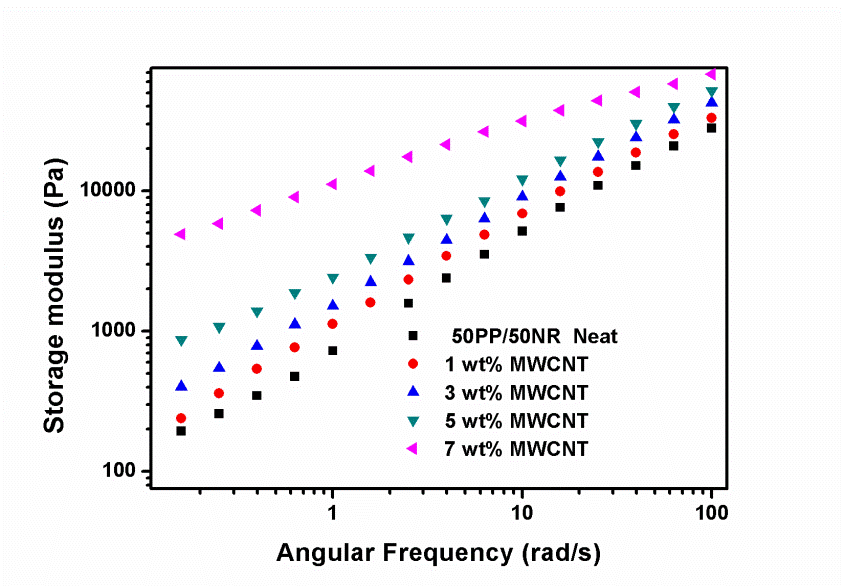 Storage modulus (Pa)
10000
1000
100
50PP/50NR Neat
1 wt% MWCNT
3 wt% MWCNT
5 wt% MWCNT
7 wt% MWCNT
1
10
100
Angular Frequency (rad/s)